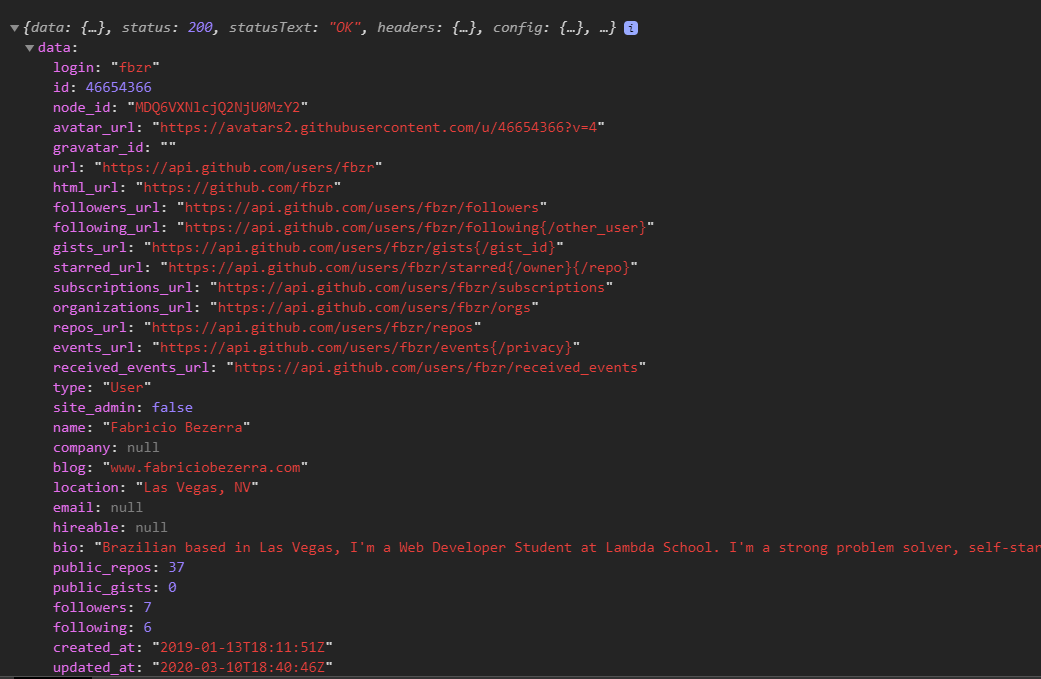 {data: {…}, status: 200, statusText: "OK", headers: {…}, config: {…}, …} i
data:
login: "fbzr"
id: 46654366
node_id: "MDQ6VXNlcjQ2NjU0MzY2"
avatar_url: "https://avatars2.githubusercontent.com/u/46654366?v=4"
gravatar_id: ""
url: "https://api.github.com/users/fbzr"
html_url: "https://github.com/fbzr"
followers_url: "https://api.github.com/users/fbzr/followers"
following_url: "https://api.github.com/users/fbzr/following{/other_user}"
gists_url: "https://api.github.com/users/fbzr/gists{/gist_id}"
starred_url: "https://api.github.com/users/fbzr/starred{/owner}{/repo}"
subscriptions_url: "https://api.github.com/users/fbzr/subscriptions"
organizations_url: "https://api.github.com/users/fbzr/orgs"
repos_url: "https://api.github.com/users/fbzr/repos"
events_url: "https://api.github.com/users/fbzr/events{/privacy}"
received_events_url: "https://api.github.com/users/fbzr/received_events"
type: "User"
site_admin: false
name: "Fabricio Bezerra"
company: null
blog: "www.fabriciobezerra.com"
location: "Las Vegas, NV"
email: null
hireable: null
bio: "Brazilian based in Las Vegas, I'm a Web Developer Student at Lambda School. I'm a strong problem solver, self-star
public_repos: 37
public_gists: 0
followers: 7
following: 6
created_at: "2019-01-13T18:11:51Z"
updated_at: "2020-03-10T18:40:46Z"